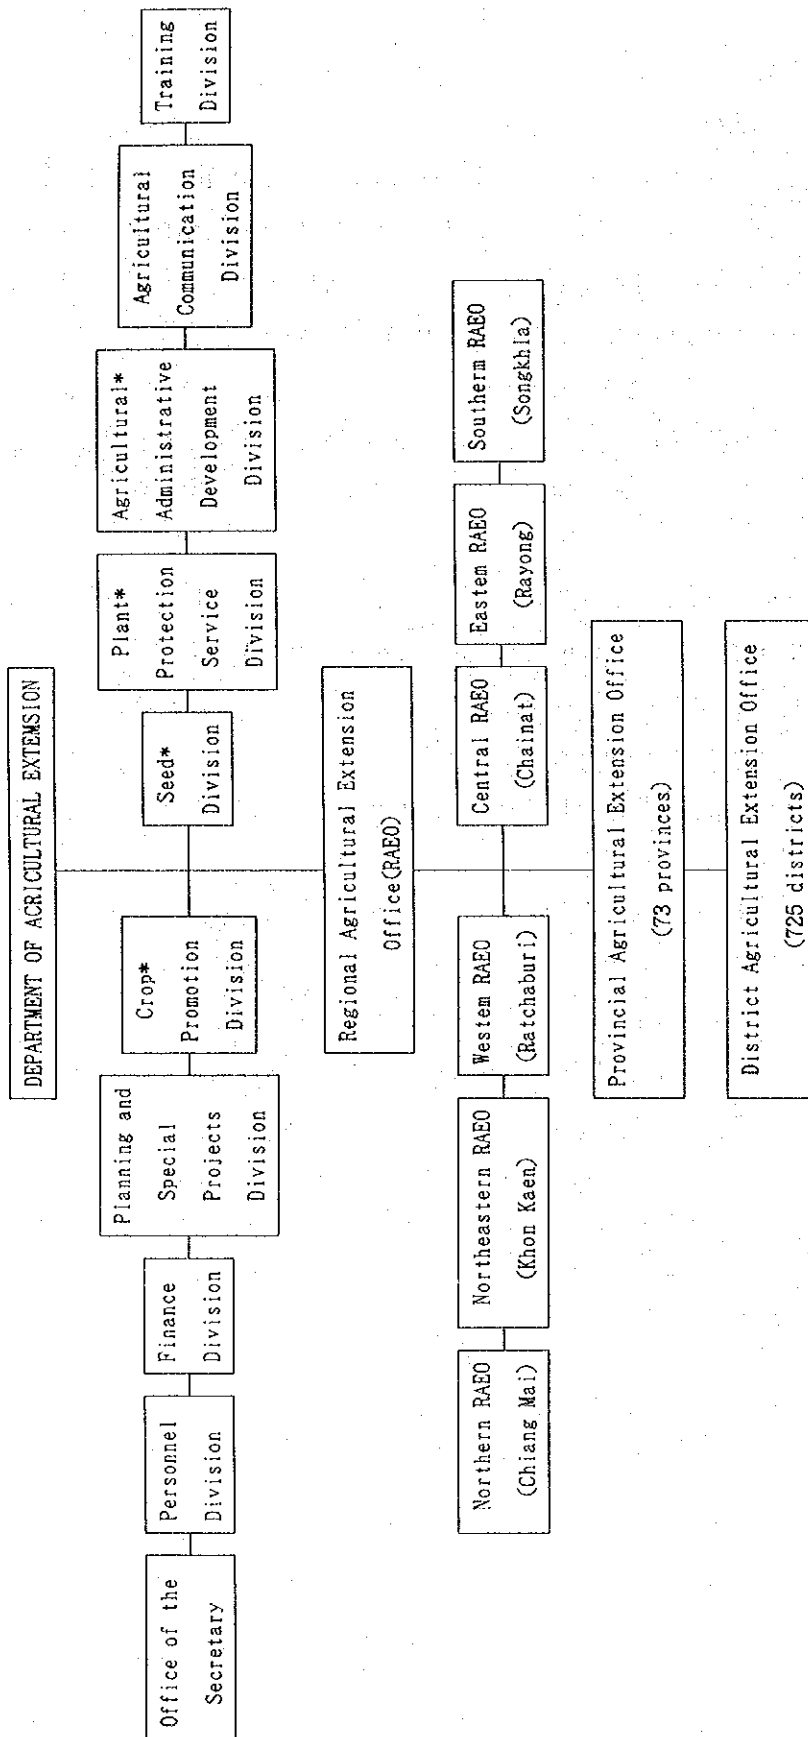 DEPARTMENT OF ACRICULTURAL EXTEMSION
Office of the
Secretary
Personnel
Division
Finance
Division
Planning and
Special
Projects
Division
Crop*
Promotion
Division
Seed*
Division
Plant*
Protection
Service
Division
Agricultural*
Administrative
Development
Division
Agricultural
Communication
Division
Training
Division
Regional Agricultural Extension
Office(RAEO)
Northern RAEO
(Chiang Mai)
Northeastern RAEO
(Khon Kaen)
Westem RAEO
(Ratchaburi)
Central RAEO
(Chainat)
Eastem RAEO
(Rayong)
Southerm RAEO
(Songkhla)
Provincial Agricultural Extension Office
(73 provinces)
District Agricultural Extension Office
(725 districts)